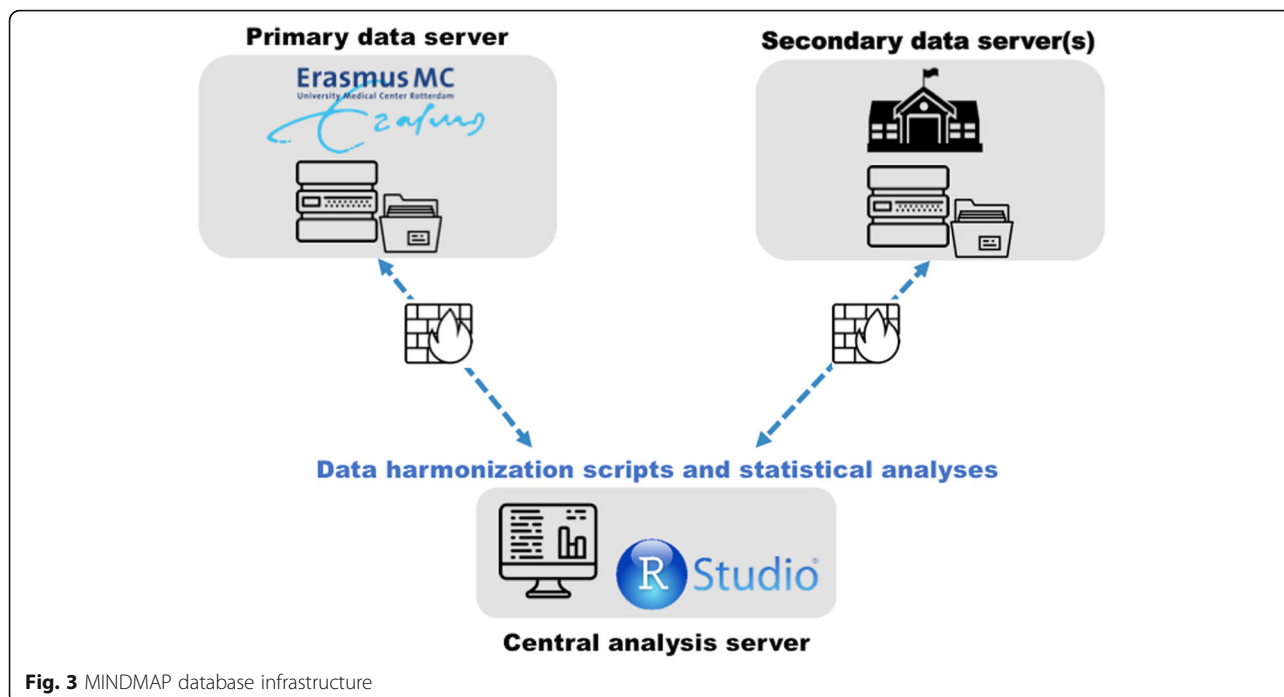 Primary data server
Secondary data server(s)
Erasmus MC
University Medical Center Rotterdam
Erasmus
Data harmonization scripts and statistical analyses
R Studio®
Central analysis server
Fig. 3 MINDMAP database infrastructure